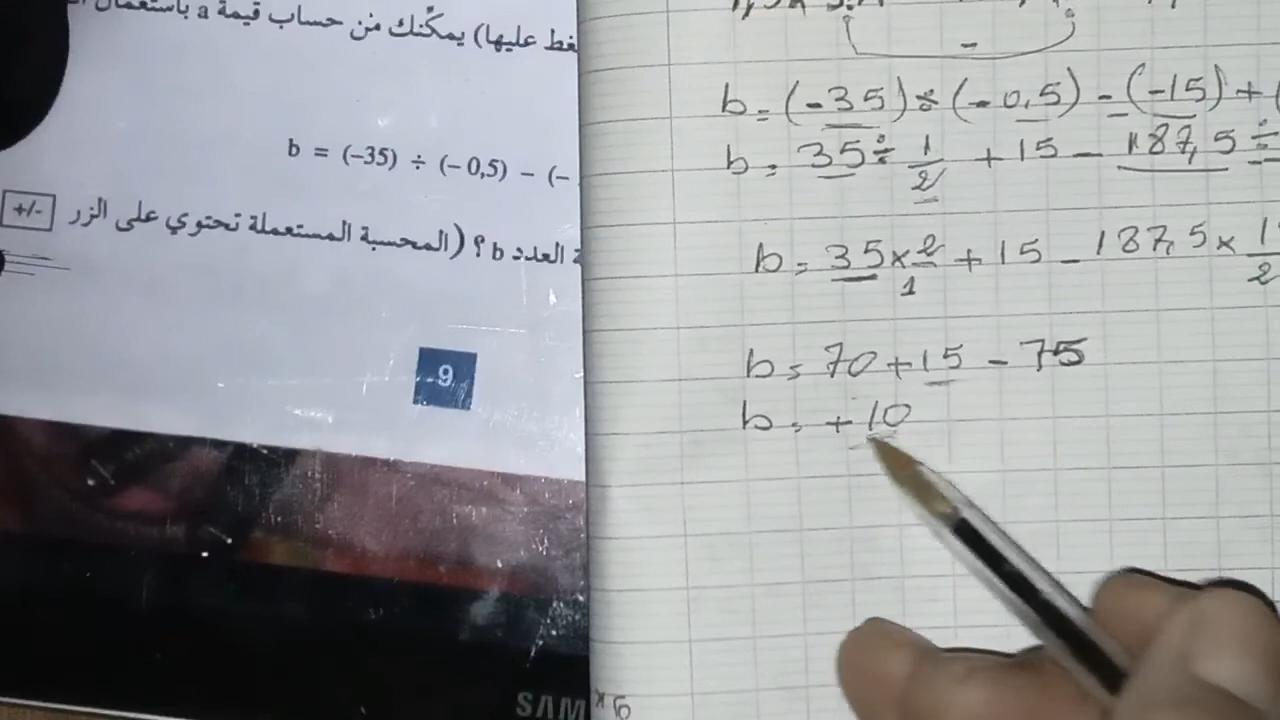 يمكّنك من حساب قيمة a باستعمال
غط عليها)
b = (−35) ÷ (−0,5) − (−
+/-
العدد b؟ (المحسبة المستعملة تحتوي على الزر
9
SAM
b = (-35) ÷ (-0,5) - (-15) + (
b = 35 ÷ 1/2 + 15 - 187,5 ÷
b = 35 × 2/1 + 15 - 187,5 ×
b = 70 + 15 - 75
b = +10